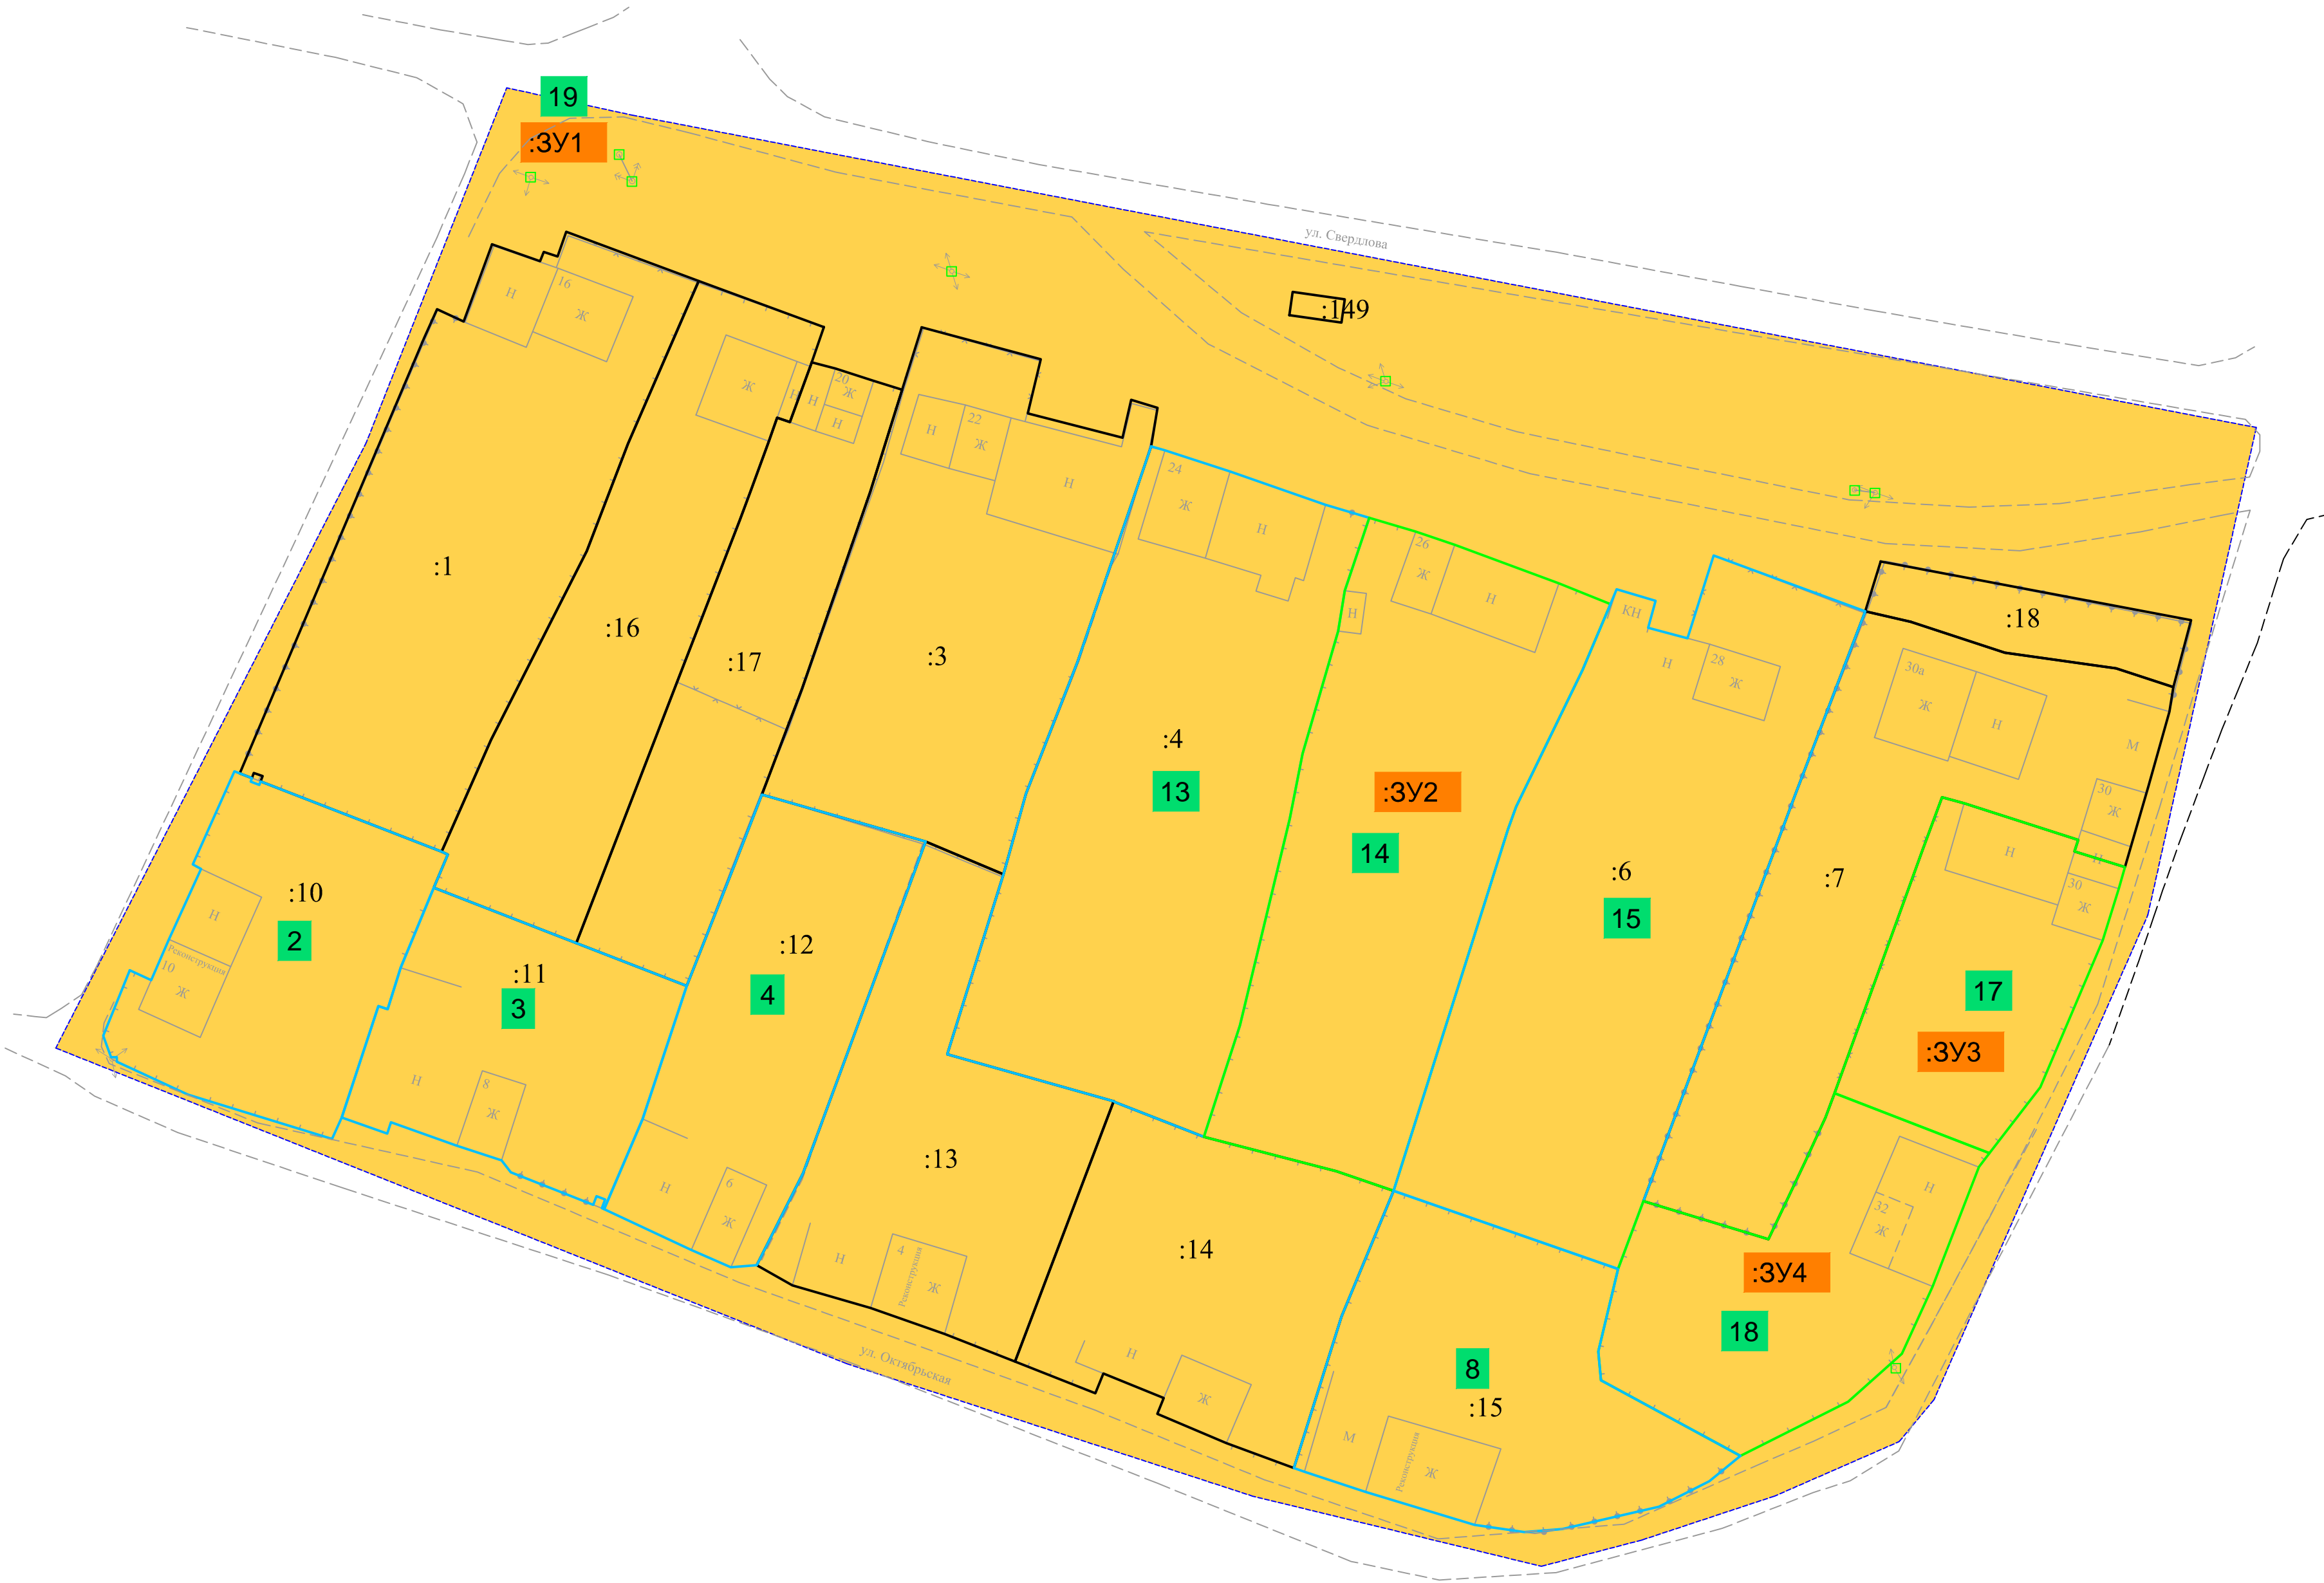 19
:ЗУ1
ул. Свердлова
:149
Н
16
Ж
Ж
Н
Н
20
Ж
Н
Н
22
Ж
Н
24
Ж
Н
26
Ж
Н
Н
КН
Н
28
Ж
:18
30а
Ж
Н
М
30
Ж
Н
30
Ж
Н
:1
:16
:17
:3
:4
13
:ЗУ2
14
:6
15
:7
17
:ЗУ3
:10
2
Н
Реконструкция
10
Ж
:11
3
Н
8
Ж
:12
4
Н
6
Ж
:13
Н
4
Реконструкция
Ж
:14
Н
Ж
ул. Октябрьская
8
:15
М
Реконструкция
Ж
:ЗУ4
18
Н
32
Ж